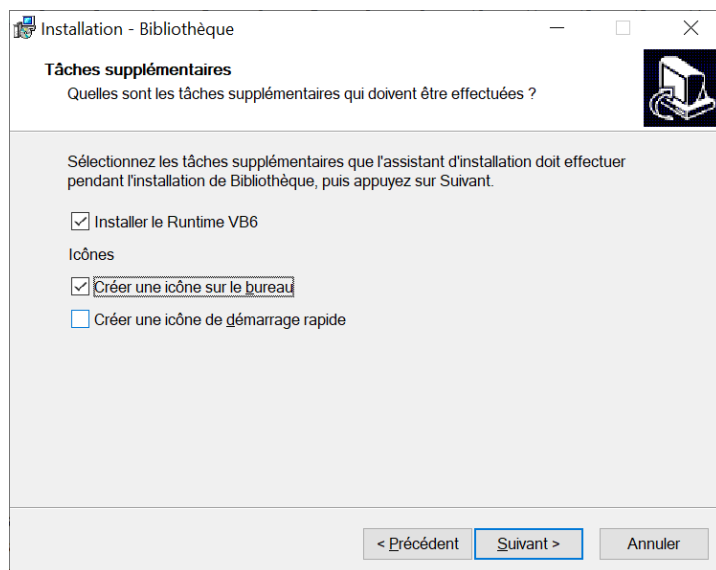 Installation - Bibliothèque
Tâches supplémentaires
Quelles sont les tâches supplémentaires qui doivent être effectuées ?
Sélectionnez les tâches supplémentaires que l'assistant d'installation doit effectuer
pendant l'installation de Bibliothèque, puis appuyez sur Suivant.
Installer le Runtime VB6
Icônes
Créer une icône sur le bureau
Créer une icône de démarrage rapide
< Précédent Suivant > Annuler